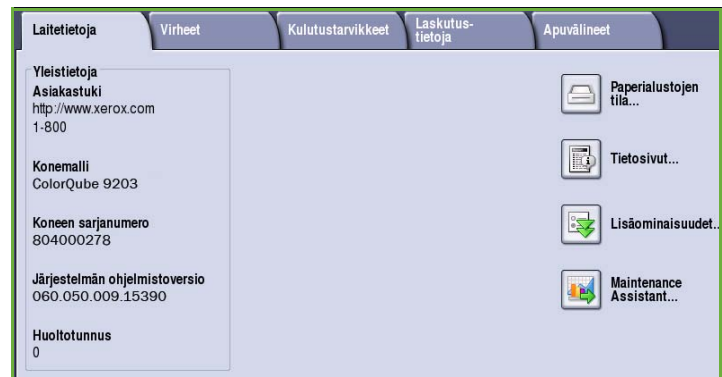 Laitetietoja
Virheet
Kulutustarvikkeet
Laskutus-
tietoja
Apuvälineet
Yleistietoja
Asiakastuki
http://www.xerox.com
1-800
Konemalli
ColorQube 9203
Koneen sarjanumero
804000278
Järjestelmän ohjelmistoversio
060.050.009.15390
Huoltotunnus
0
Paperialustojen
tila...
Tietosivut...
Lisäominaisuudet..
Maintenance
Assistant...